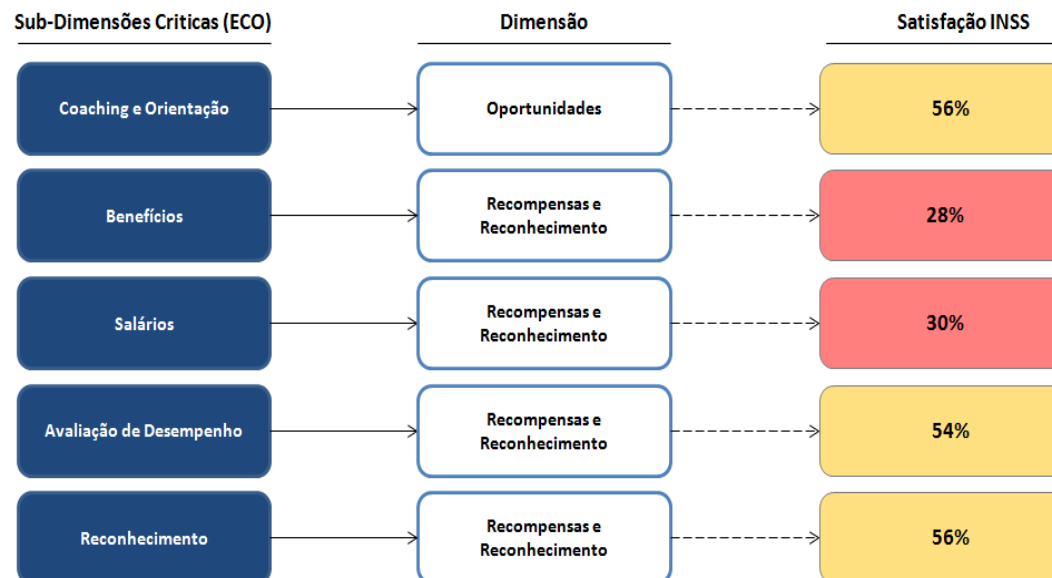 Sub-Dimensões Criticas (ECO) Dimensão Satisfação INSS
Coaching e Orientação Oportunidades 56%
Benefícios Recompensas e
Reconhecimento 28%
Salários Recompensas e
Reconhecimento 30%
Avaliação de Desempenho Recompensas e
Reconhecimento 54%
Reconhecimento Recompensas e
Reconhecimento 56%